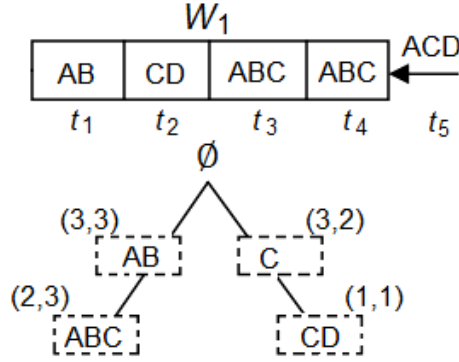 W₁
AB CD ABC ABC ACD
t₁ t₂ t₃ t₄ t₅
∅
(3,3) (3,2)
AB C
(2,3) (1,1)
ABC CD